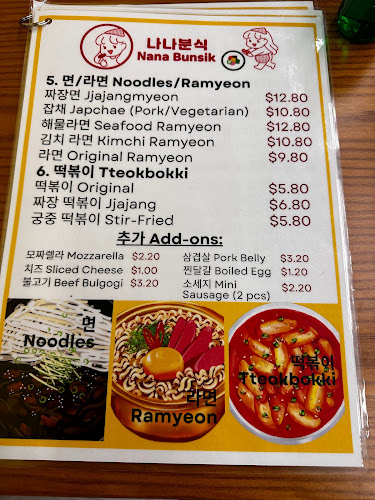 나나분식
Nana Bunsik
5. 면/라면 Noodles/Ramyeon
짜장면 Jjajangmyeon $12.80
잡채 Japchae (Pork/Vegetarian) $10.80
해물라면 Seafood Ramyeon $12.80
김치 라면 Kimchi Ramyeon $10.80
라면 Original Ramyeon $9.80
6. 떡볶이 Tteokbokki
떡볶이 Original $5.80
짜장 떡볶이 Jjajang $6.80
궁중 떡볶이 Stir-Fried $5.80
추가 Add-ons:
모짜렐라 Mozzarella $2.20
치즈 Sliced Cheese $1.00
불고기 Beef Bulgogi $3.20
삼겹살 Pork Belly $3.20
찐달걀 Boiled Egg $1.20
소세지 Mini
Sausage (2 pcs) $2.20
면
Noodles
라면
Ramyeon
떡볶이
Tteokbokki